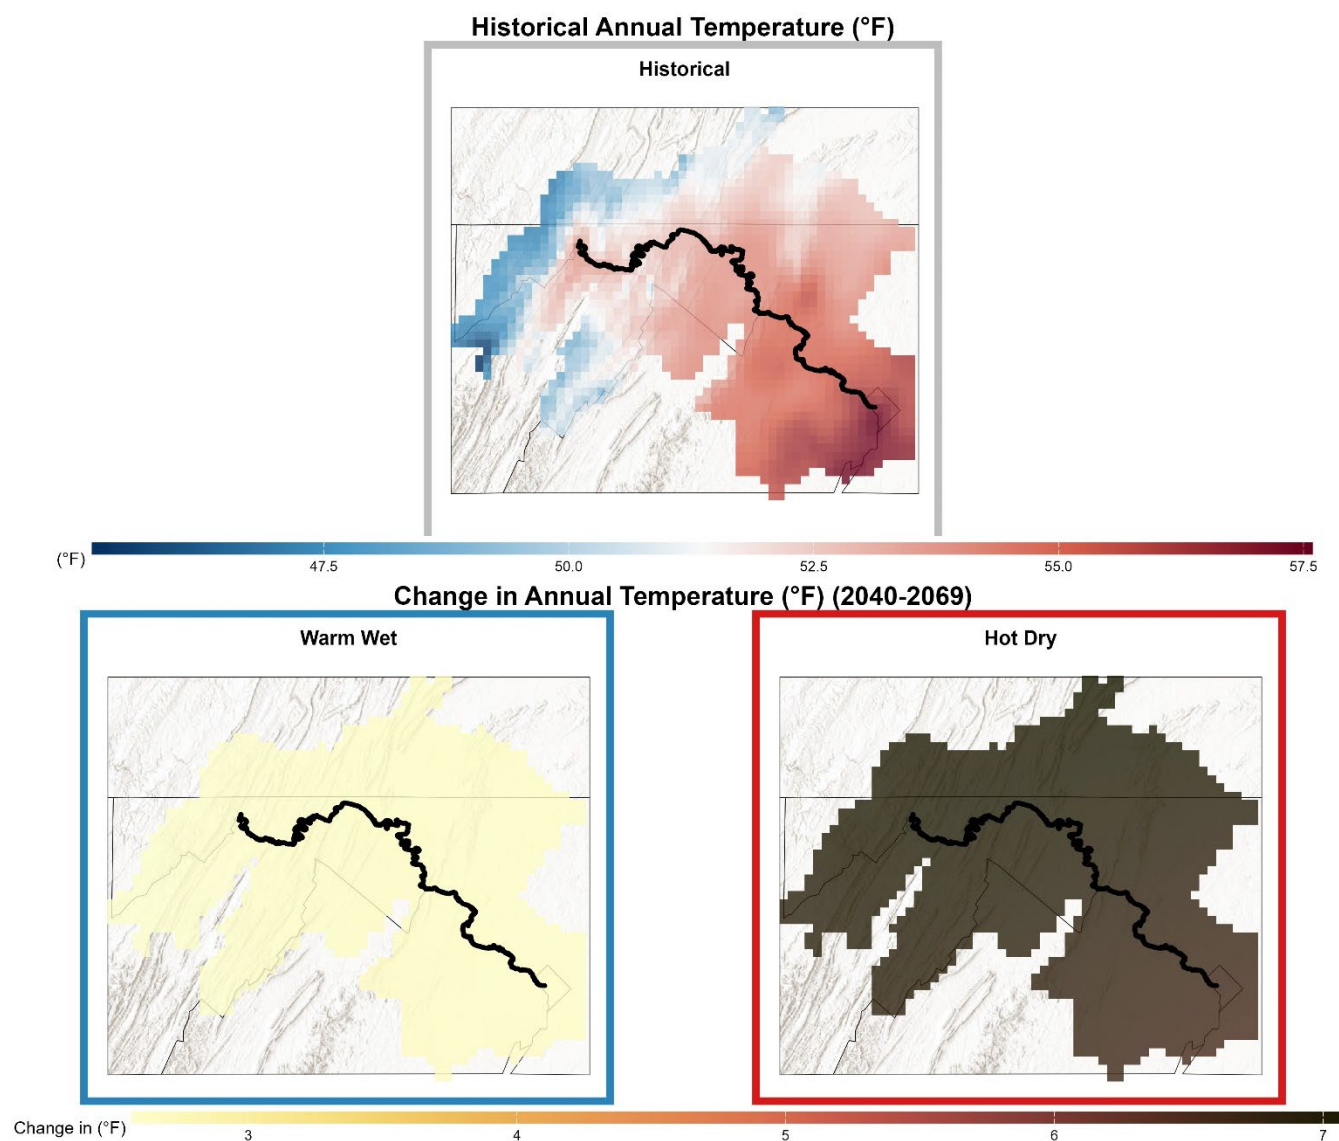 Historical Annual Temperature (°F)
Historical
(°F)
47.5 50.0 52.5 55.0 57.5
Change in Annual Temperature (°F) (2040-2069)
Warm Wet Hot Dry
Change in (°F)
3 4 5 6 7